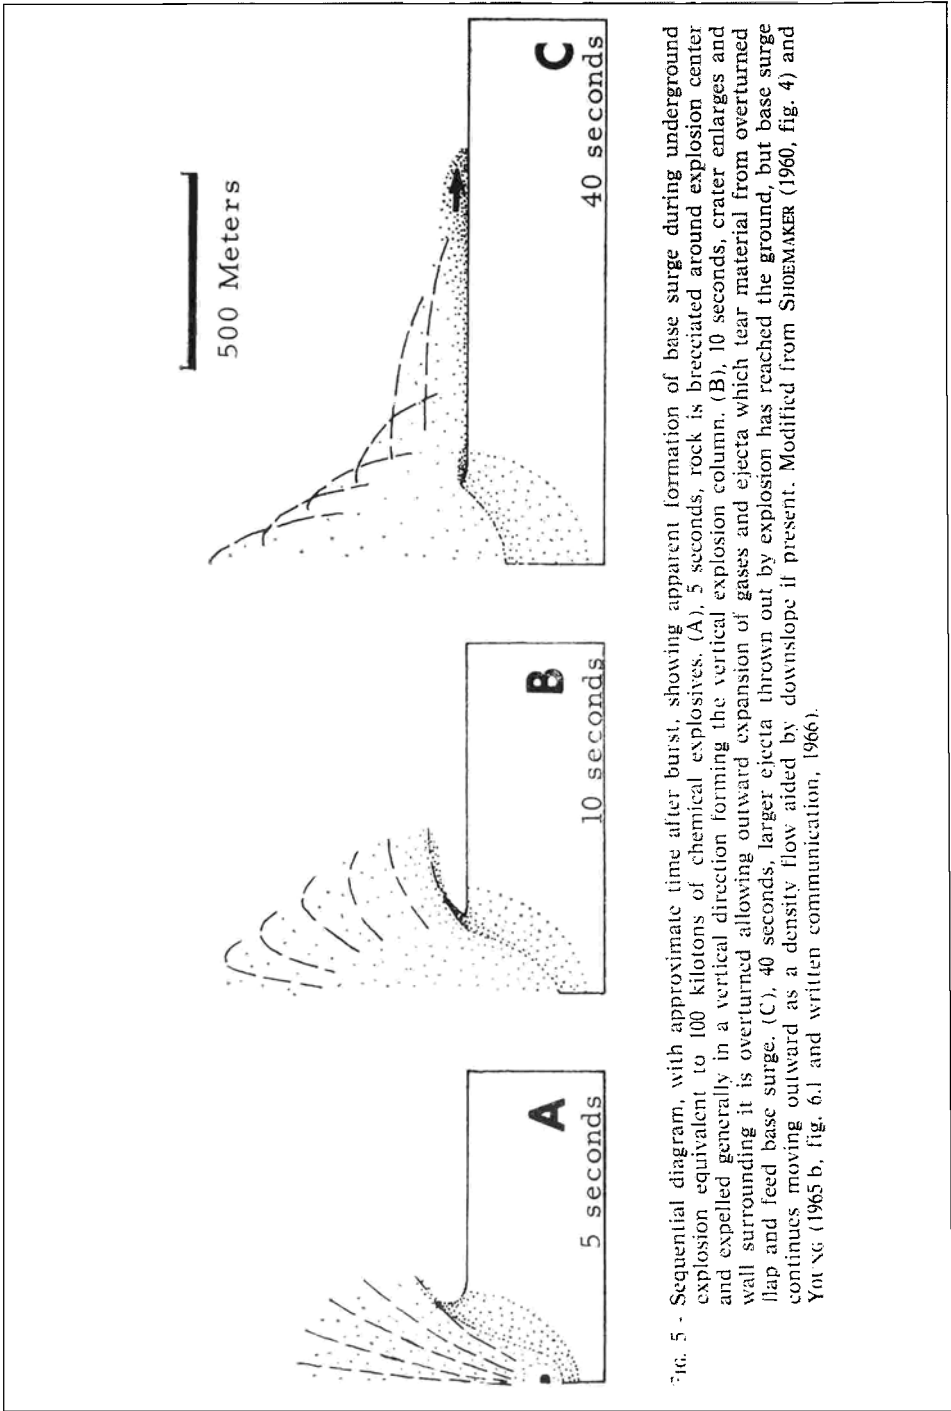 A
5 seconds
B
10 seconds
C
40 seconds
500 Meters
FIG. 5 - Sequential diagram, with approximate time after burst, showing apparent formation of base surge during underground
explosion equivalent to 100 kilotons of chemical explosives. (A), 5 seconds, rock is brecciated around explosion center
and expelled generally in a vertical direction forming the vertical explosion column. (B), 10 seconds, crater enlarges and
wall surrounding it is overturned allowing outward expansion of gases and ejecta which tear material from overturned
flap and feed base surge. (C), 40 seconds, larger ejecta thrown out by explosion has reached the ground, but base surge
continues moving outward as a density flow aided by downslope if present. Modified from SHOEMAKER (1960, fig. 4) and
YOUNG (1965 b, fig. 6.1 and written communication, 1966).